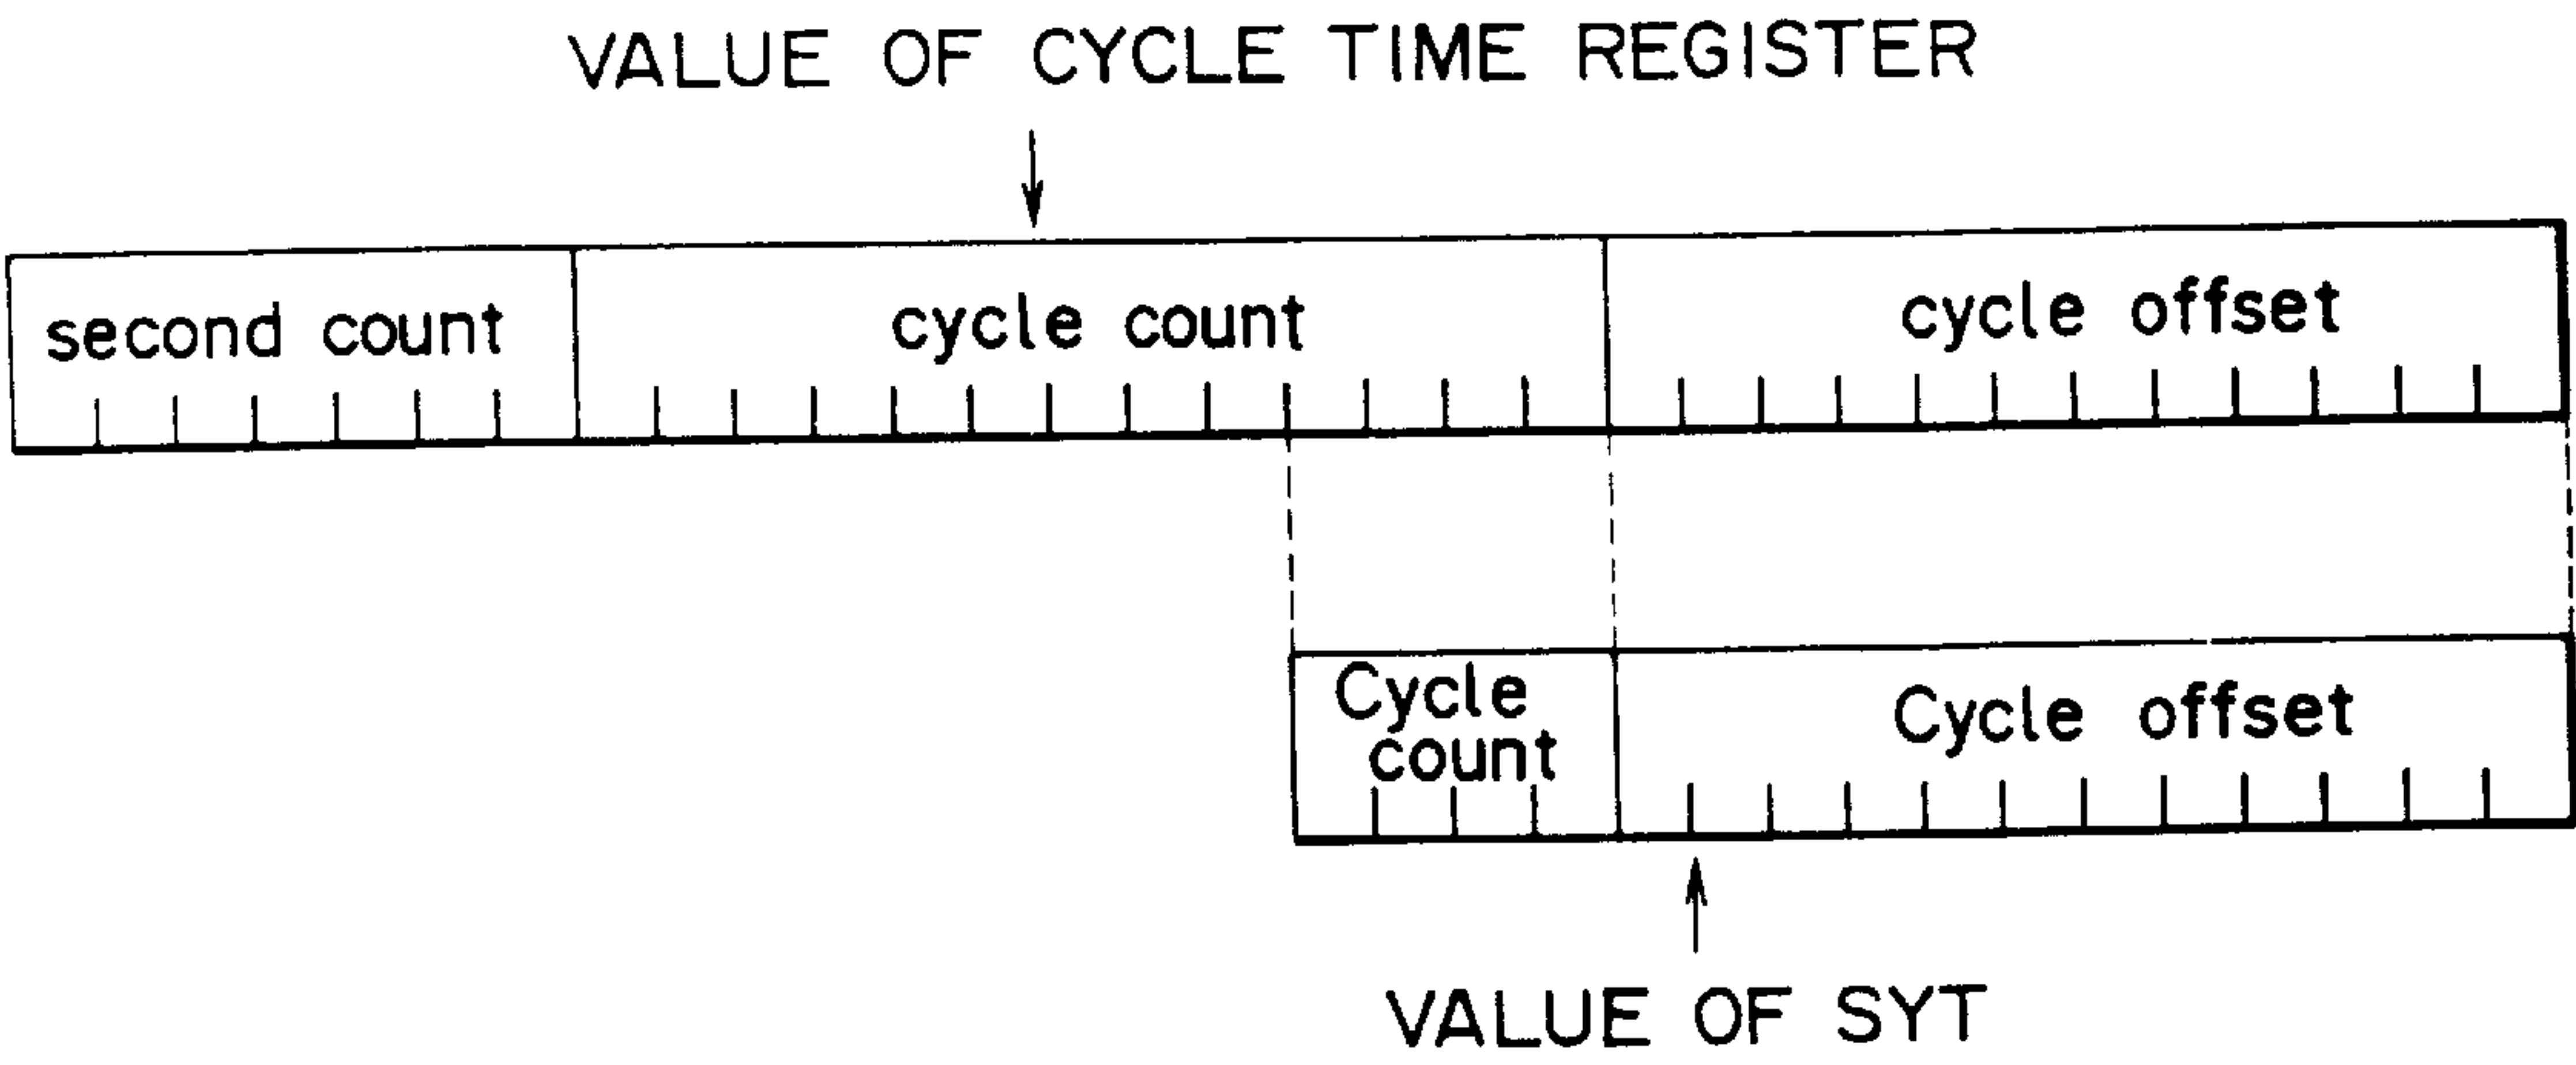 VALUE OF CYCLE TIME REGISTER
second count
cycle count
cycle offset
Cycle
count
Cycle offset
VALUE OF SYT